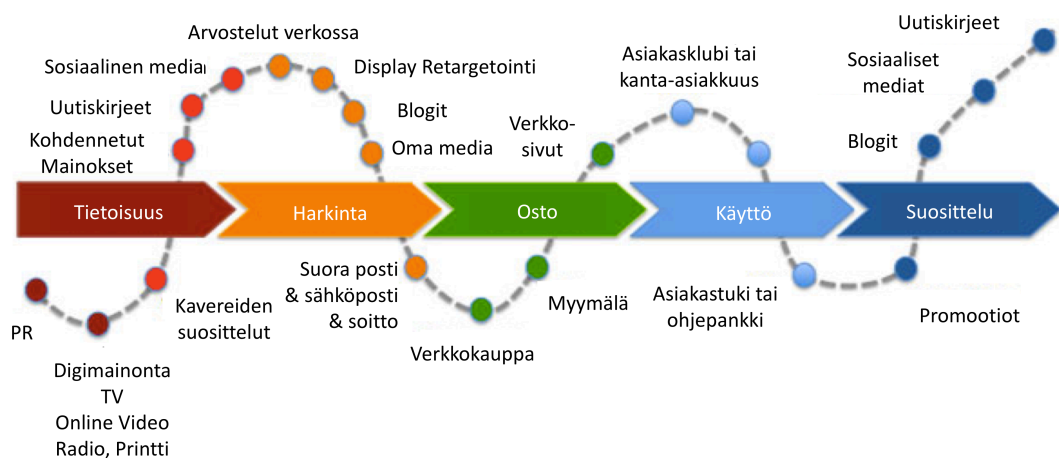 Arvostelut verkossa
Sosiaalinen media
Display Retargetointi
Uutiskirjeet
Blogit
Kohdennetut
Mainokset
Oma media
Verkko-
sivut
Asiakasklubi tai
kanta-asiakkuus
Uutiskirjeet
Sosiaaliset
mediat
Blogit
Tietoisuus
Harkinta
Osto
Käyttö
Suosittelu
PR
Digimainonta
TV
Online Video
Radio, Printti
Kavereiden
suosittelut
Suora posti
& sähköposti
& soitto
Verkkokauppa
Myymälä
Asiakastuki tai
ohjepankki
Promootiot